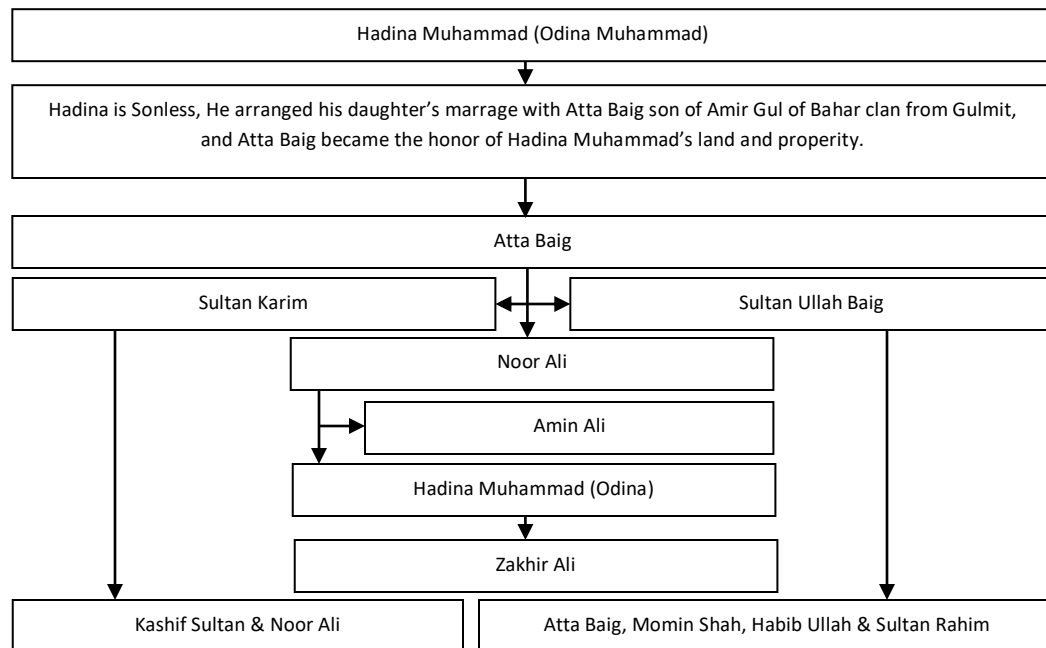 Hadina Muhammad (Odina Muhammad)
Hadina is Sonless, He arranged his daughter’s marrage with Atta Baig son of Amir Gul of Bahar clan from Gulmit,
and Atta Baig became the honor of Hadina Muhammad’s land and properity.
Atta Baig
Sultan Karim
Sultan Ullah Baig
Noor Ali
Amin Ali
Hadina Muhammad (Odina)
Zakhir Ali
Kashif Sultan & Noor Ali
Atta Baig, Momin Shah, Habib Ullah & Sultan Rahim